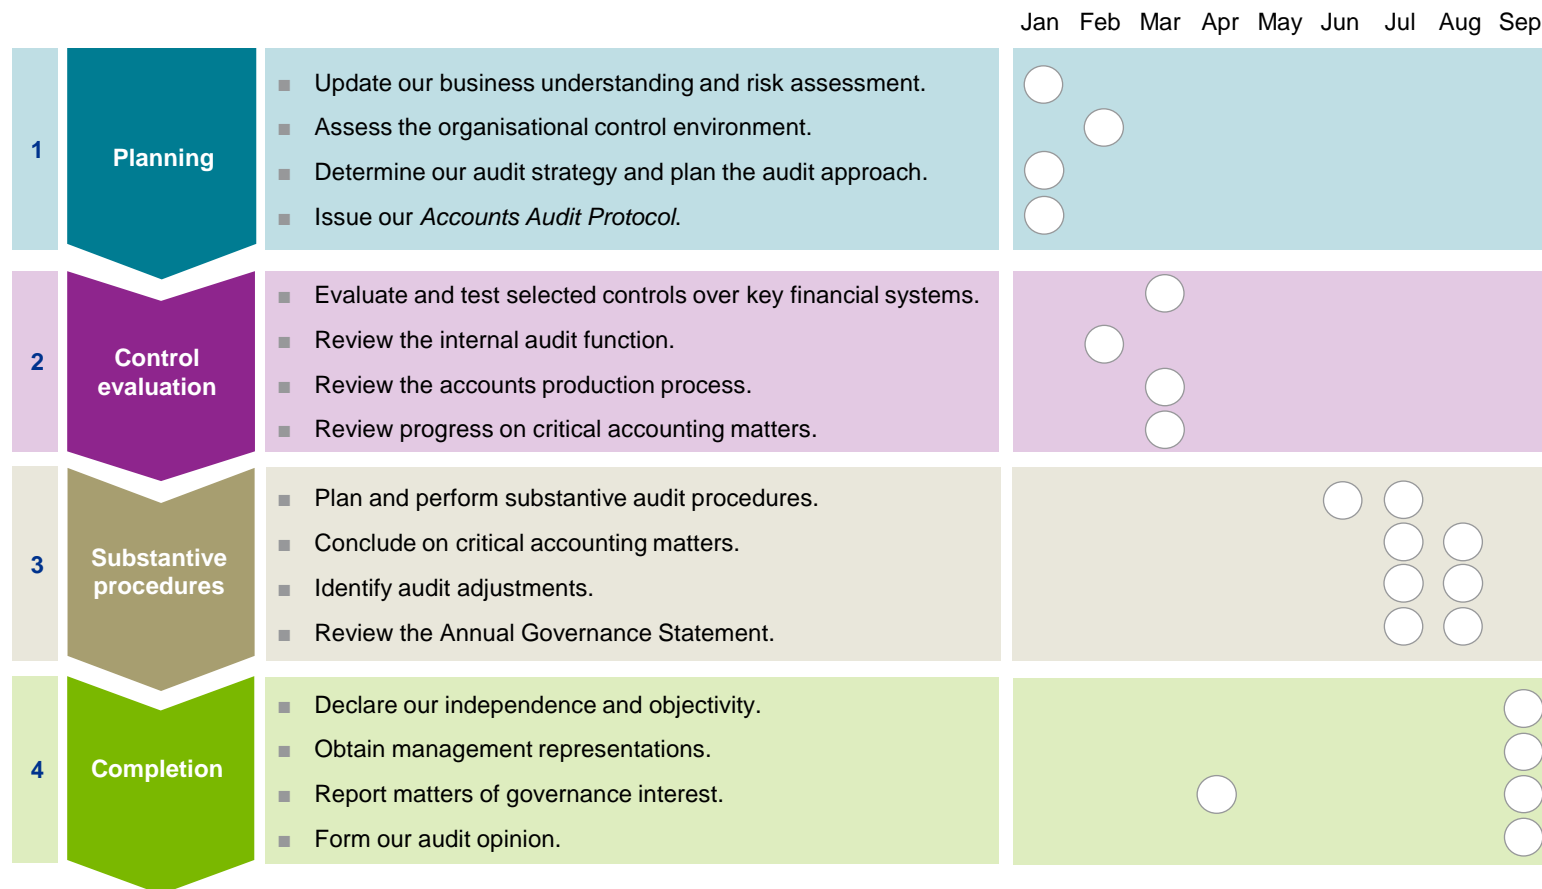 Jan Feb Mar Apr May Jun Jul Aug Sep
1
Planning
■ Update our business understanding and risk assessment.
■ Assess the organisational control environment.
■ Determine our audit strategy and plan the audit approach.
■ Issue our Accounts Audit Protocol.
2
Control
evaluation
■ Evaluate and test selected controls over key financial systems.
■ Review the internal audit function.
■ Review the accounts production process.
■ Review progress on critical accounting matters.
3
Substantive
procedures
■ Plan and perform substantive audit procedures.
■ Conclude on critical accounting matters.
■ Identify audit adjustments.
■ Review the Annual Governance Statement.
4
Completion
■ Declare our independence and objectivity.
■ Obtain management representations.
■ Report matters of governance interest.
■ Form our audit opinion.